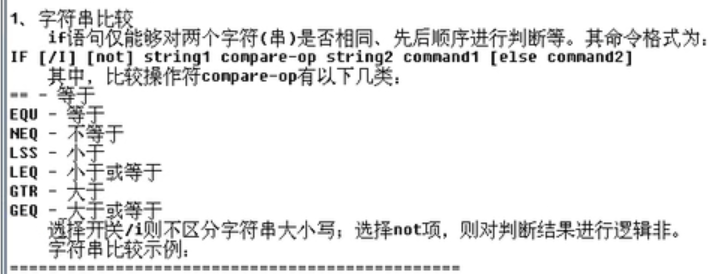 1、字符串比较
if语句仅能够对两个字符(串)是否相同、先后顺序进行判断等。其命令格式为:
IF [/I] [not] string1 compare-op string2 command1 [else command2]
其中，比较操作符compare-op有以下几类:
== - 等于
EQU - 等于
NEQ - 不等于
LSS - 小于
LEQ - 小于或等于
GTR - 大于
GEQ - 大于或等于
选择开关/i则不区分字符串大小写；选择not项，则对判断结果进行逻辑非。
字符串比较示例:
===============================================